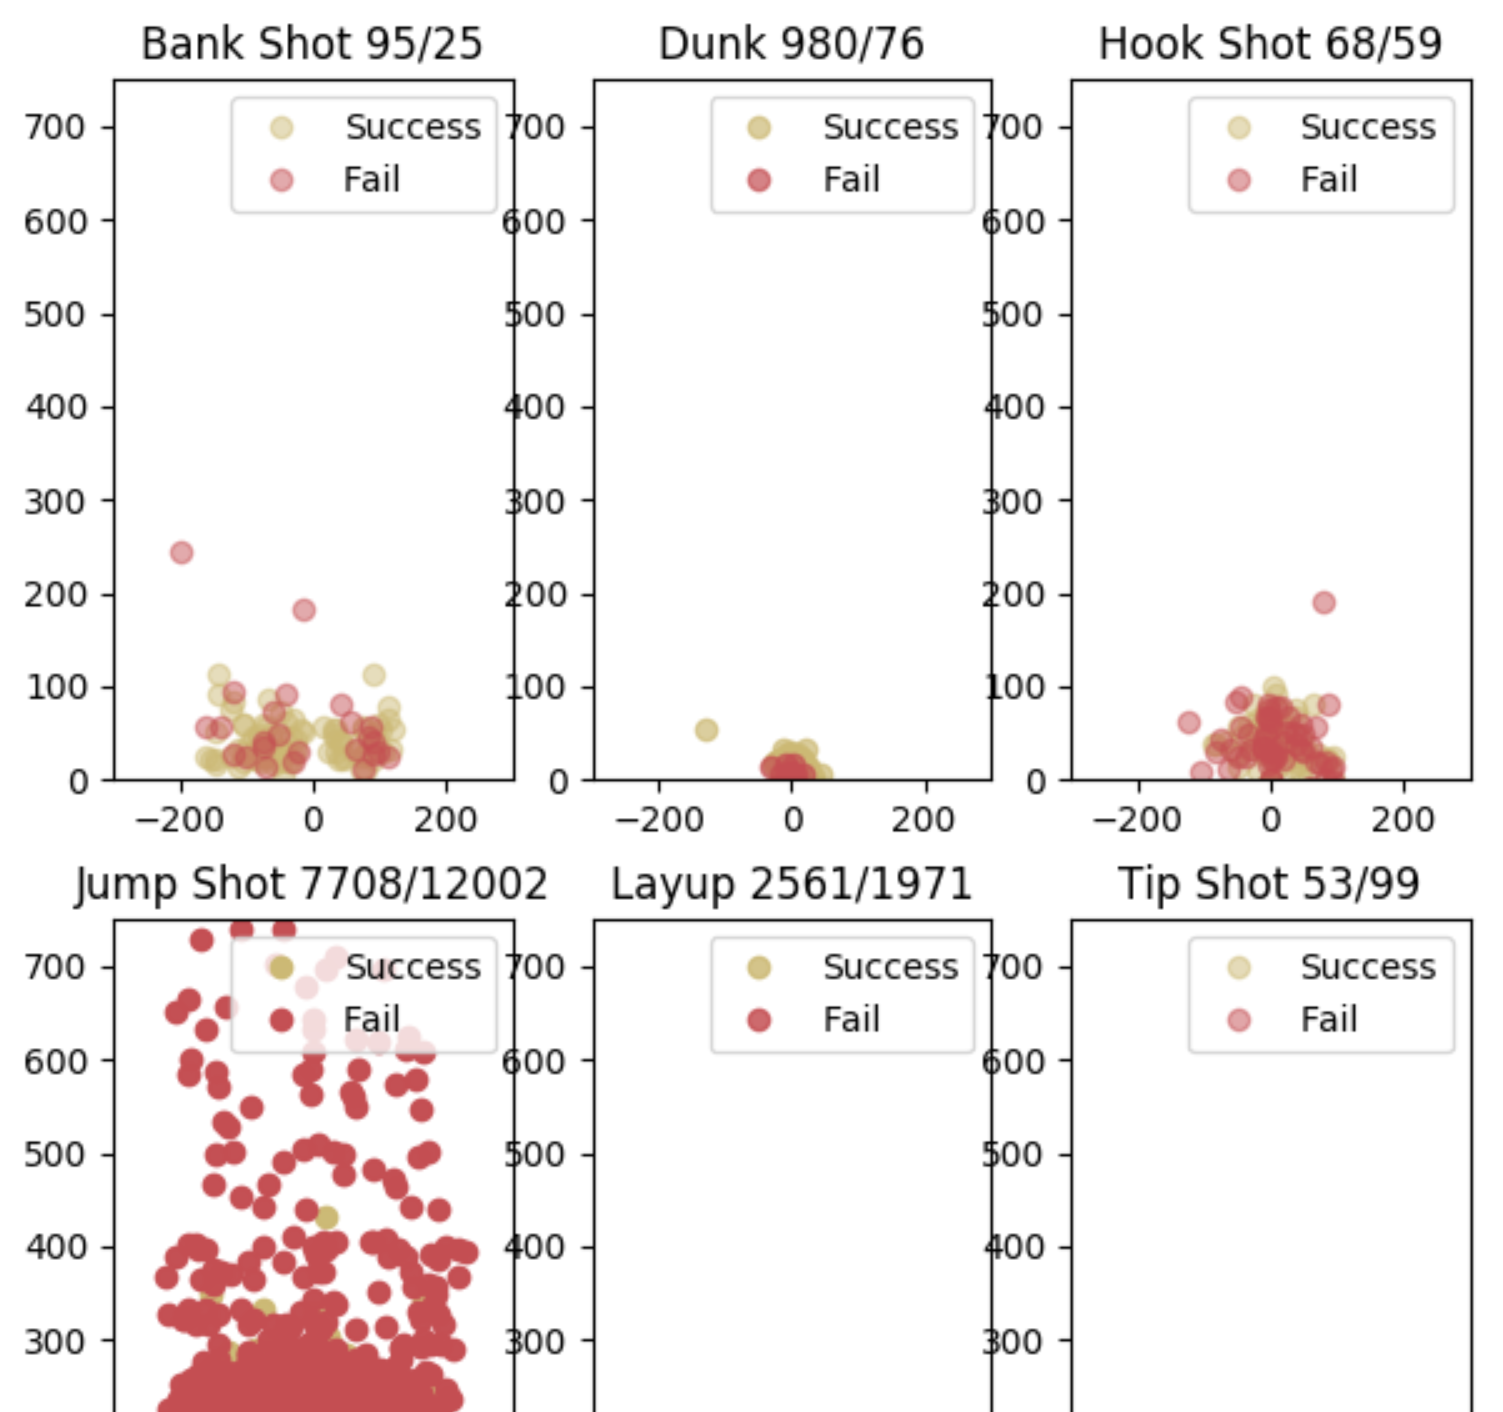 Bank Shot 95/25
Dunk 980/76
Hook Shot 68/59
700
600
500
400
300
200
100
0
−200
0
200
Success
Fail
700
600
500
400
300
200
100
0
−200
0
200
Success
Fail
700
600
500
400
300
200
100
0
−200
0
200
Success
Fail
Jump Shot 7708/12002
Layup 2561/1971
Tip Shot 53/99
700
600
500
400
300
Success
Fail
700
600
500
400
300
Success
Fail
700
600
500
400
300
Success
Fail